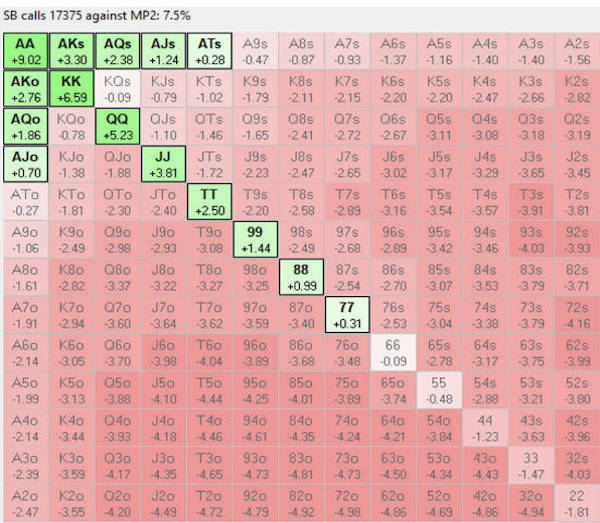 SB calls 17375 against MP2: 7.5%
AA AKs AQs AJs ATs A9s A8s A7s A6s A5s A4s A3s A2s
+9.02 +3.30 +2.38 +1.24 +0.28 -0.47 -0.87 -0.93 -1.37 -1.16 -1.40 -1.40 -1.56
AKo KK KQs KJs KTs K9s K8s K7s K6s K5s K4s K3s K2s
+2.76 +6.59 -0.09 -0.79 -1.02 -1.79 -2.11 -2.15 -2.20 -2.20 -2.47 -2.66 -2.82
AQo KQo QQ QJs QTs Q9s Q8s Q7s Q6s Q5s Q4s Q3s Q2s
+1.86 -0.78 +5.23 -1.10 -1.46 -1.65 -2.41 -2.72 -2.67 -3.11 -3.08 -3.18 -3.19
AJo KJo QJo JJ JTs J9s J8s J7s J6s J5s J4s J3s J2s
+0.70 -1.38 -1.88 +3.81 -1.72 -2.23 -2.47 -2.65 -3.02 -3.17 -3.29 -3.65 -3.45
ATo KTo QTo JTo TT T9s T8s T7s T6s T5s T4s T3s T2s
-0.27 -1.81 -2.30 -2.40 +2.50 -2.20 -2.58 -2.89 -3.16 -3.54 -3.57 -3.91 -3.81
A9o K9o Q9o J9o T9o 99 98s 97s 96s 95s 94s 93s 92s
-1.06 -2.49 -2.98 -2.93 -3.08 +1.44 -2.49 -2.68 -2.89 -3.42 -3.46 -4.03 -3.93
A8o K8o Q8o J8o T8o 98o 88 87s 86s 85s 84s 83s 82s
-1.61 -2.82 -3.37 -3.22 -3.27 -3.25 +0.99 -2.54 -2.70 -3.07 -3.53 -3.79 -3.71
A7o K7o Q7o J7o T7o 97o 87o 77 76s 75s 74s 73s 72s
-1.91 -2.94 -3.60 -3.64 -3.62 -3.59 -3.40 +0.31 -2.53 -3.04 -3.38 -3.79 -4.16
A6o K6o Q6o J6o T6o 96o 86o 76o 66 65s 64s 63s 62s
-2.14 -3.05 -3.70 -3.98 -4.04 -3.89 -3.68 -3.48 -0.09 -2.78 -3.17 -3.75 -3.99
A5o K5o Q5o J5o T5o 95o 85o 75o 65o 55 54s 53s 52s
-1.99 -3.13 -3.88 -4.10 -4.44 -4.25 -4.01 -3.89 -3.74 -0.48 -2.88 -3.21 -3.80
A4o K4o Q4o J4o T4o 94o 84o 74o 64o 54o 44 43s 42s
-2.14 -3.44 -3.93 -4.18 -4.46 -4.61 -4.35 -4.24 -4.21 -3.84 -1.23 -3.63 -3.96
A3o K3o Q3o J3o T3o 93o 83o 73o 63o 53o 43o 33 32s
-2.39 -3.59 -4.17 -4.35 -4.65 -4.73 -4.81 -4.73 -4.50 -4.34 -4.43 -1.47 -4.03
A2o K2o Q2o J2o T2o 92o 82o 72o 62o 52o 42o 32o 22
-2.47 -3.55 -4.20 -4.49 -4.72 -4.79 -4.92 -4.98 -4.86 -4.69 -4.86 -4.94 -1.81